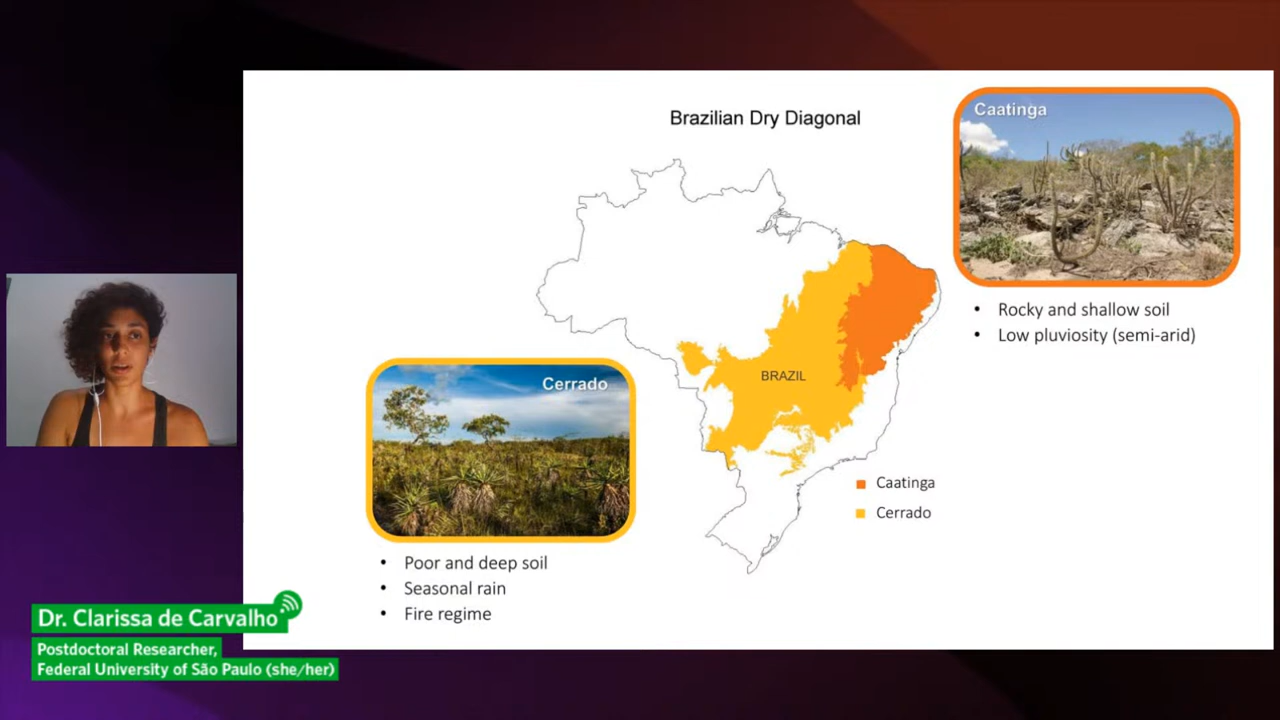 Brazilian Dry Diagonal
Caatinga
• Rocky and shallow soil
• Low pluviosity (semi-arid)
BRAZIL
Cerrado
• Poor and deep soil
• Seasonal rain
• Fire regime
Caatinga
Cerrado
Dr. Clarissa de Carvalho
Postdoctoral Researcher,
Federal University of São Paulo (she/her)